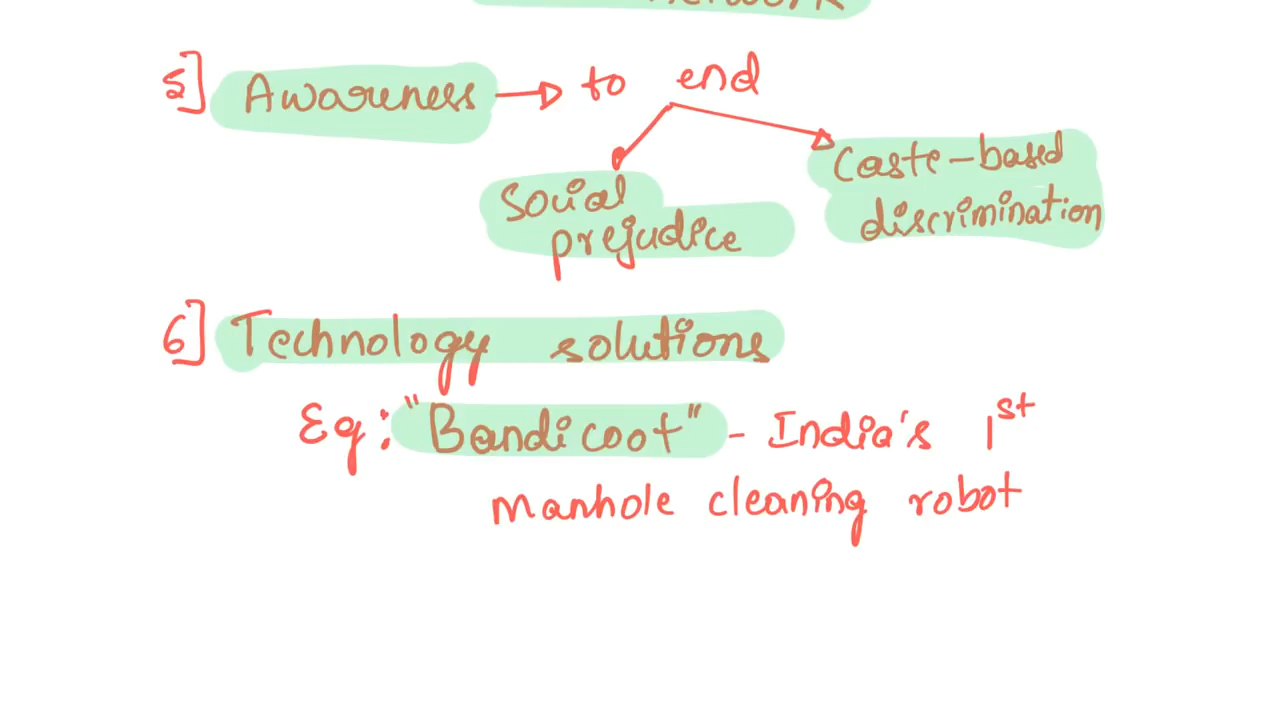 5] Awareness → to end
Social prejudice
Caste-based discrimination
6] Technology solutions
Eg: "Bandicoot" - India's 1st
manhole cleaning robot